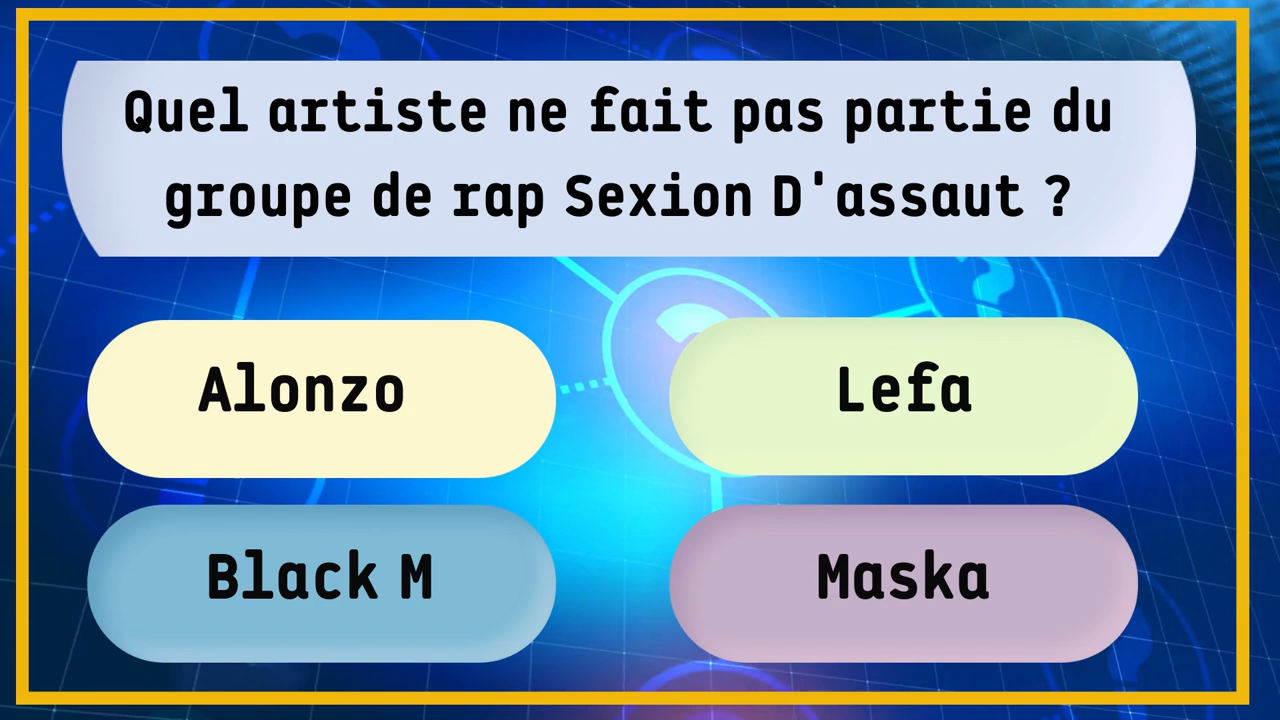 Quel artiste ne fait pas partie du
groupe de rap Sexion D'assaut ?
Alonzo
Lefa
Black M
Maska